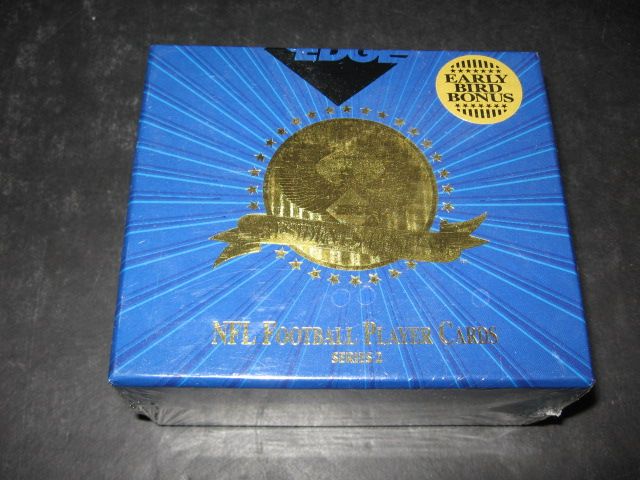 EDGE
EARLY
BIRD
BONUS
NFL FOOTBALL PLAYER CARDS
SERIES 2